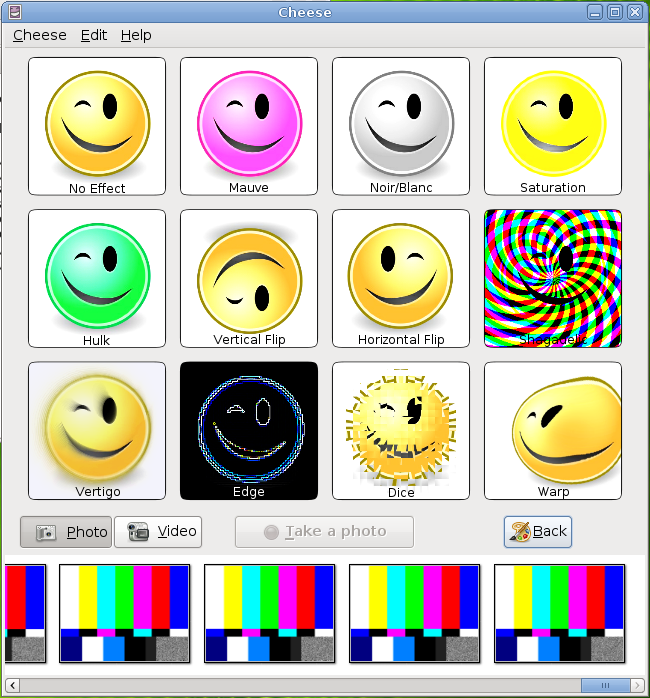 Cheese
Cheese Edit Help
No Effect Mauve Noir/Blanc Saturation
Hulk Vertical Flip Horizontal Flip Shagadelic
Vertigo Edge Dice Warp
Photo Video Take a photo Back